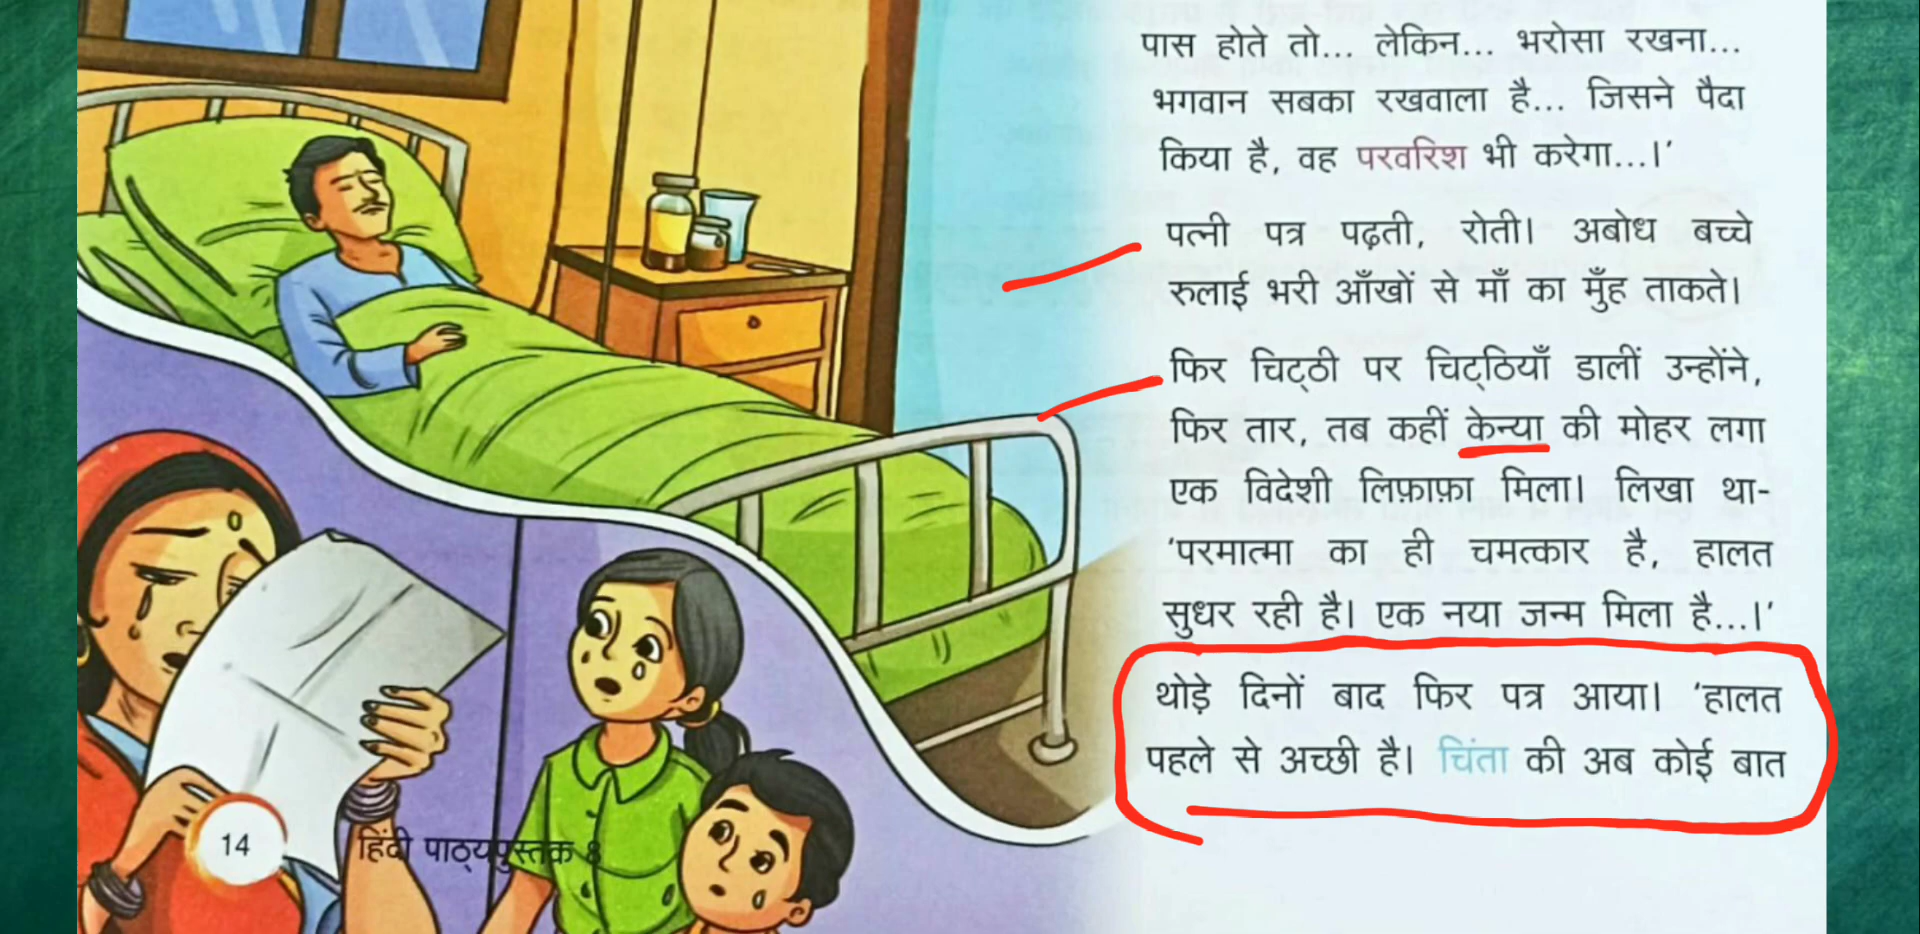 पास होते तो... लेकिन... भरोसा रखना...
भगवान सबका रखवाला है... जिसने पैदा
किया है, वह परवरिश भी करेगा...।’
पत्नी पत्र पढ़ती, रोती। अबोध बच्चे
रुलाई भरी आँखों से माँ का मुँह ताकते।
फिर चिट्ठी पर चिट्ठियाँ डालीं उन्होंने,
फिर तार, तब कहीं केन्या की मोहर लगा
एक विदेशी लिफ़ाफ़ा मिला। लिखा था-
‘परमात्मा का ही चमत्कार है, हालत
सुधर रही है। एक नया जन्म मिला है...।’
थोड़े दिनों बाद फिर पत्र आया। ‘हालत
पहले से अच्छी है। चिंता की अब कोई बात
14
हिंदी पाठ्यपुस्तक 8